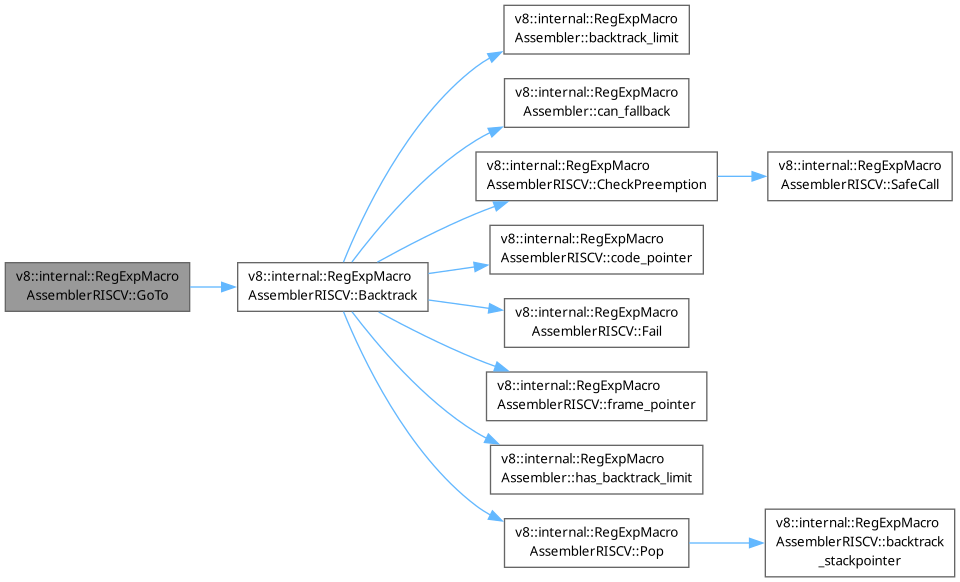 v8::internal::RegExpMacro
AssemblerRISCV::GoTo
v8::internal::RegExpMacro
AssemblerRISCV::Backtrack
v8::internal::RegExpMacro
Assembler::backtrack_limit
v8::internal::RegExpMacro
Assembler::can_fallback
v8::internal::RegExpMacro
AssemblerRISCV::CheckPreemption
v8::internal::RegExpMacro
AssemblerRISCV::SafeCall
v8::internal::RegExpMacro
AssemblerRISCV::code_pointer
v8::internal::RegExpMacro
AssemblerRISCV::Fail
v8::internal::RegExpMacro
AssemblerRISCV::frame_pointer
v8::internal::RegExpMacro
Assembler::has_backtrack_limit
v8::internal::RegExpMacro
AssemblerRISCV::Pop
v8::internal::RegExpMacro
AssemblerRISCV::backtrack
_stackpointer